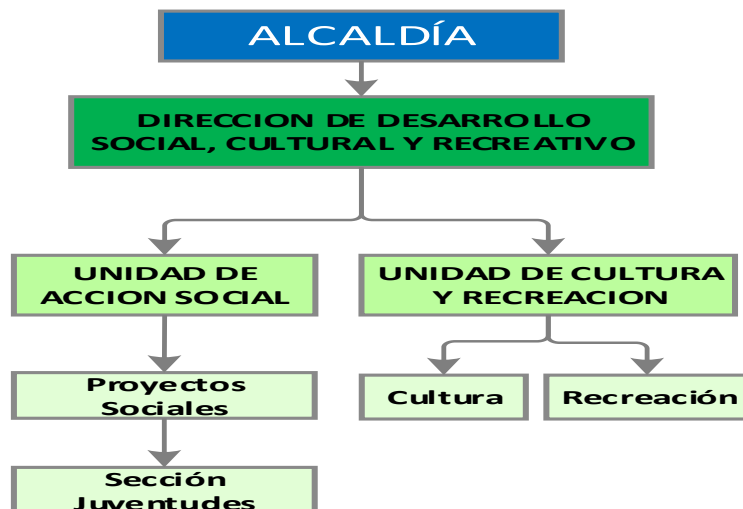 ALCALDÍA
DIRECCION DE DESARROLLO
SOCIAL, CULTURAL Y RECREATIVO
UNIDAD DE
ACCION SOCIAL
UNIDAD DE CULTURA
Y RECREACION
Proyectos
Sociales
Cultura
Recreación
Sección
Juventudes